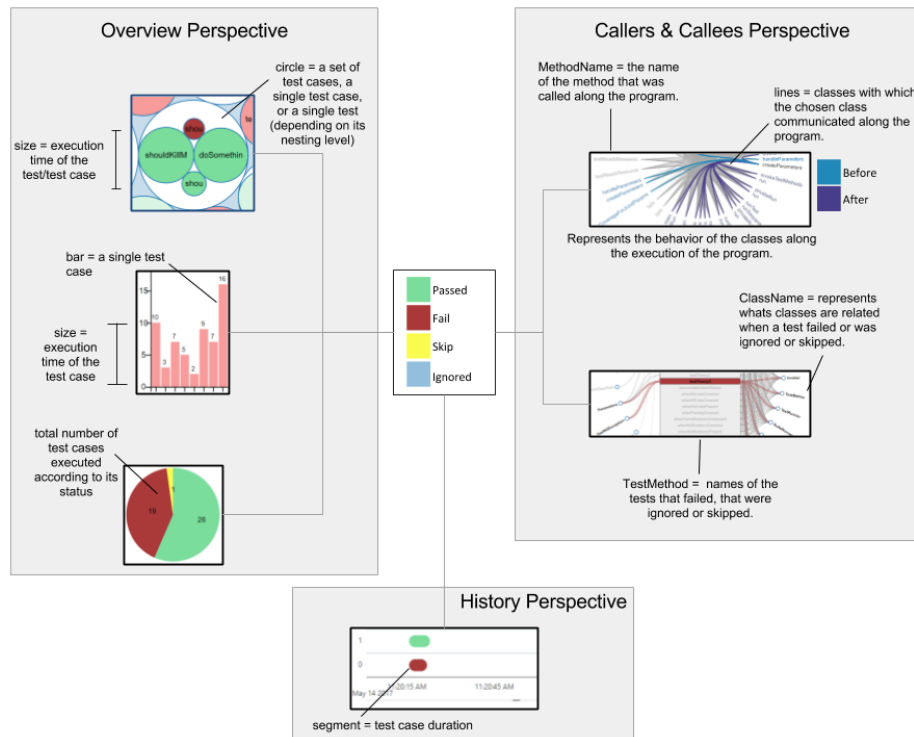 Overview Perspective
circle = a set of
test cases, a
single test case,
or a single test
(depending on its
nesting level)
size = execution
time of the
test/test case
shou
shouldKillM
doSomethin
shou
te
bar = a single test
case
size =
execution
time of the
test case
15
10
5
0
10
3
7
5
2
9
7
16
total number of
test cases
executed
according to its
status
1
19
26
Passed
Fail
Skip
Ignored
Callers & Callees Perspective
MethodName = the name
of the method that was
called along the program.
lines = classes with which
the chosen class
communicated along the
program.
handleParameters
createParameters
handleParameters
createParameters
Before
After
Represents the behavior of the classes along
the execution of the program.
ClassName = represents
whats classes are related
when a test failed or was
ignored or skipped.
TestMethod = names of the
tests that failed, that were
ignored or skipped.
History Perspective
1
0
11:20:15 AM
11:20:45 AM
May 14 2017
segment = test case duration